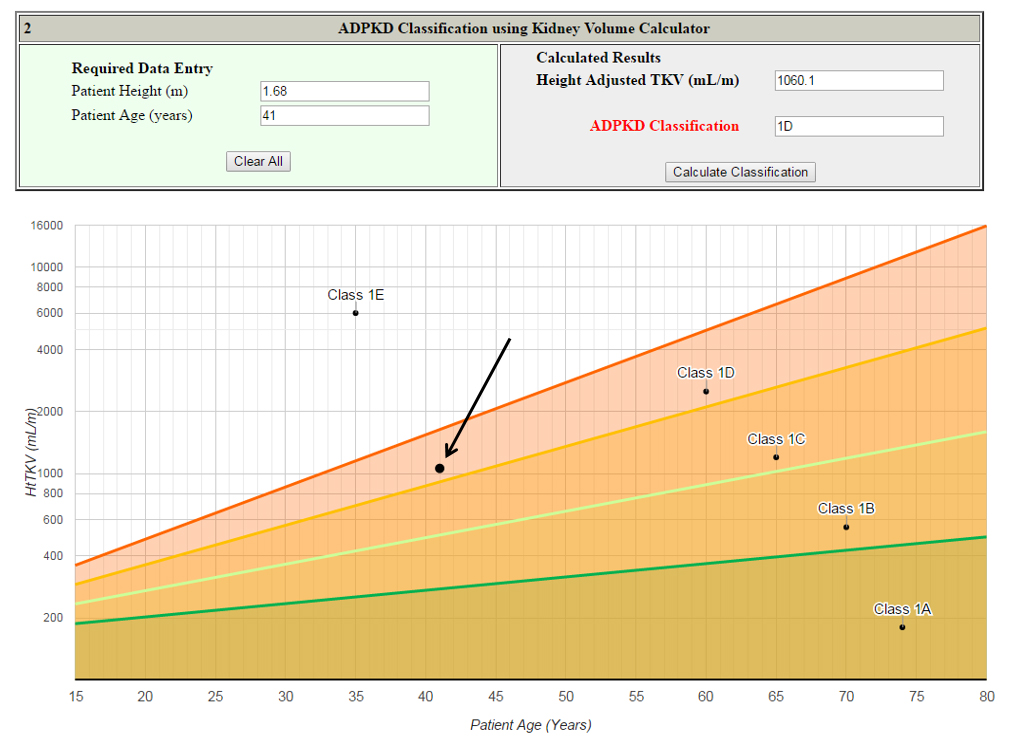 2 ADPKD Classification using Kidney Volume Calculator
Required Data Entry
Patient Height (m) 1.68
Patient Age (years) 41
Clear All
Calculated Results
Height Adjusted TKV (mL/m) 1060.1
ADPKD Classification 1D
Calculate Classification
16000
10000
8000
6000
4000
2000
1000
800
600
400
200
HtTKV (mL/m)
Class 1E
Class 1D
Class 1C
Class 1B
Class 1A
15 20 25 30 35 40 45 50 55 60 65 70 75 80
Patient Age (Years)